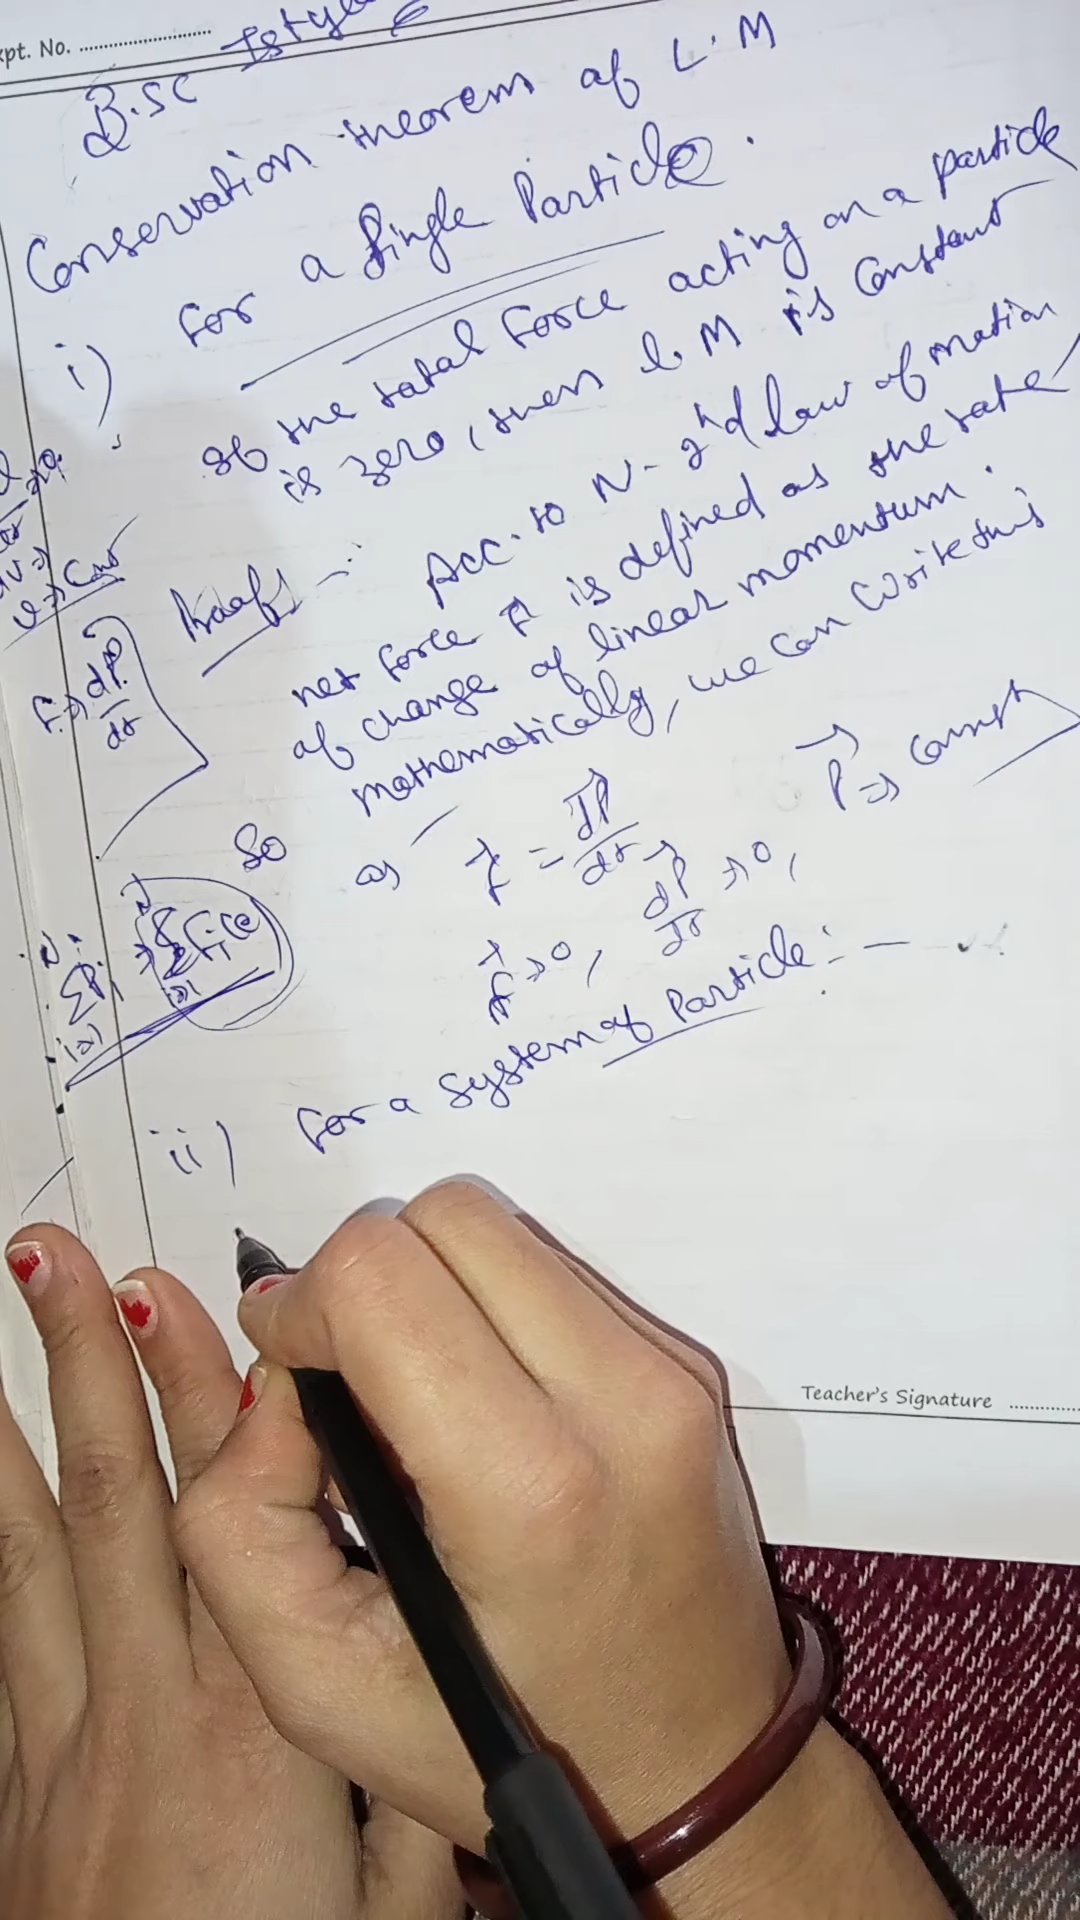 Expt. No.
B.SC Ist year
Conservation theorem of L.M
i) For a Single Particle.
If the total Force acting on a particle
is zero, then L.M is Constant
Proof :- Acc. to N-2nd law of motion
net force F is defined as the rate
of change of linear momentum.
mathematically, we can write this
So as F = dP/dt P => const
F => 0, dP/dt => 0,
ii) For a System of Particle :-
F => dP/dt
Teacher's Signature